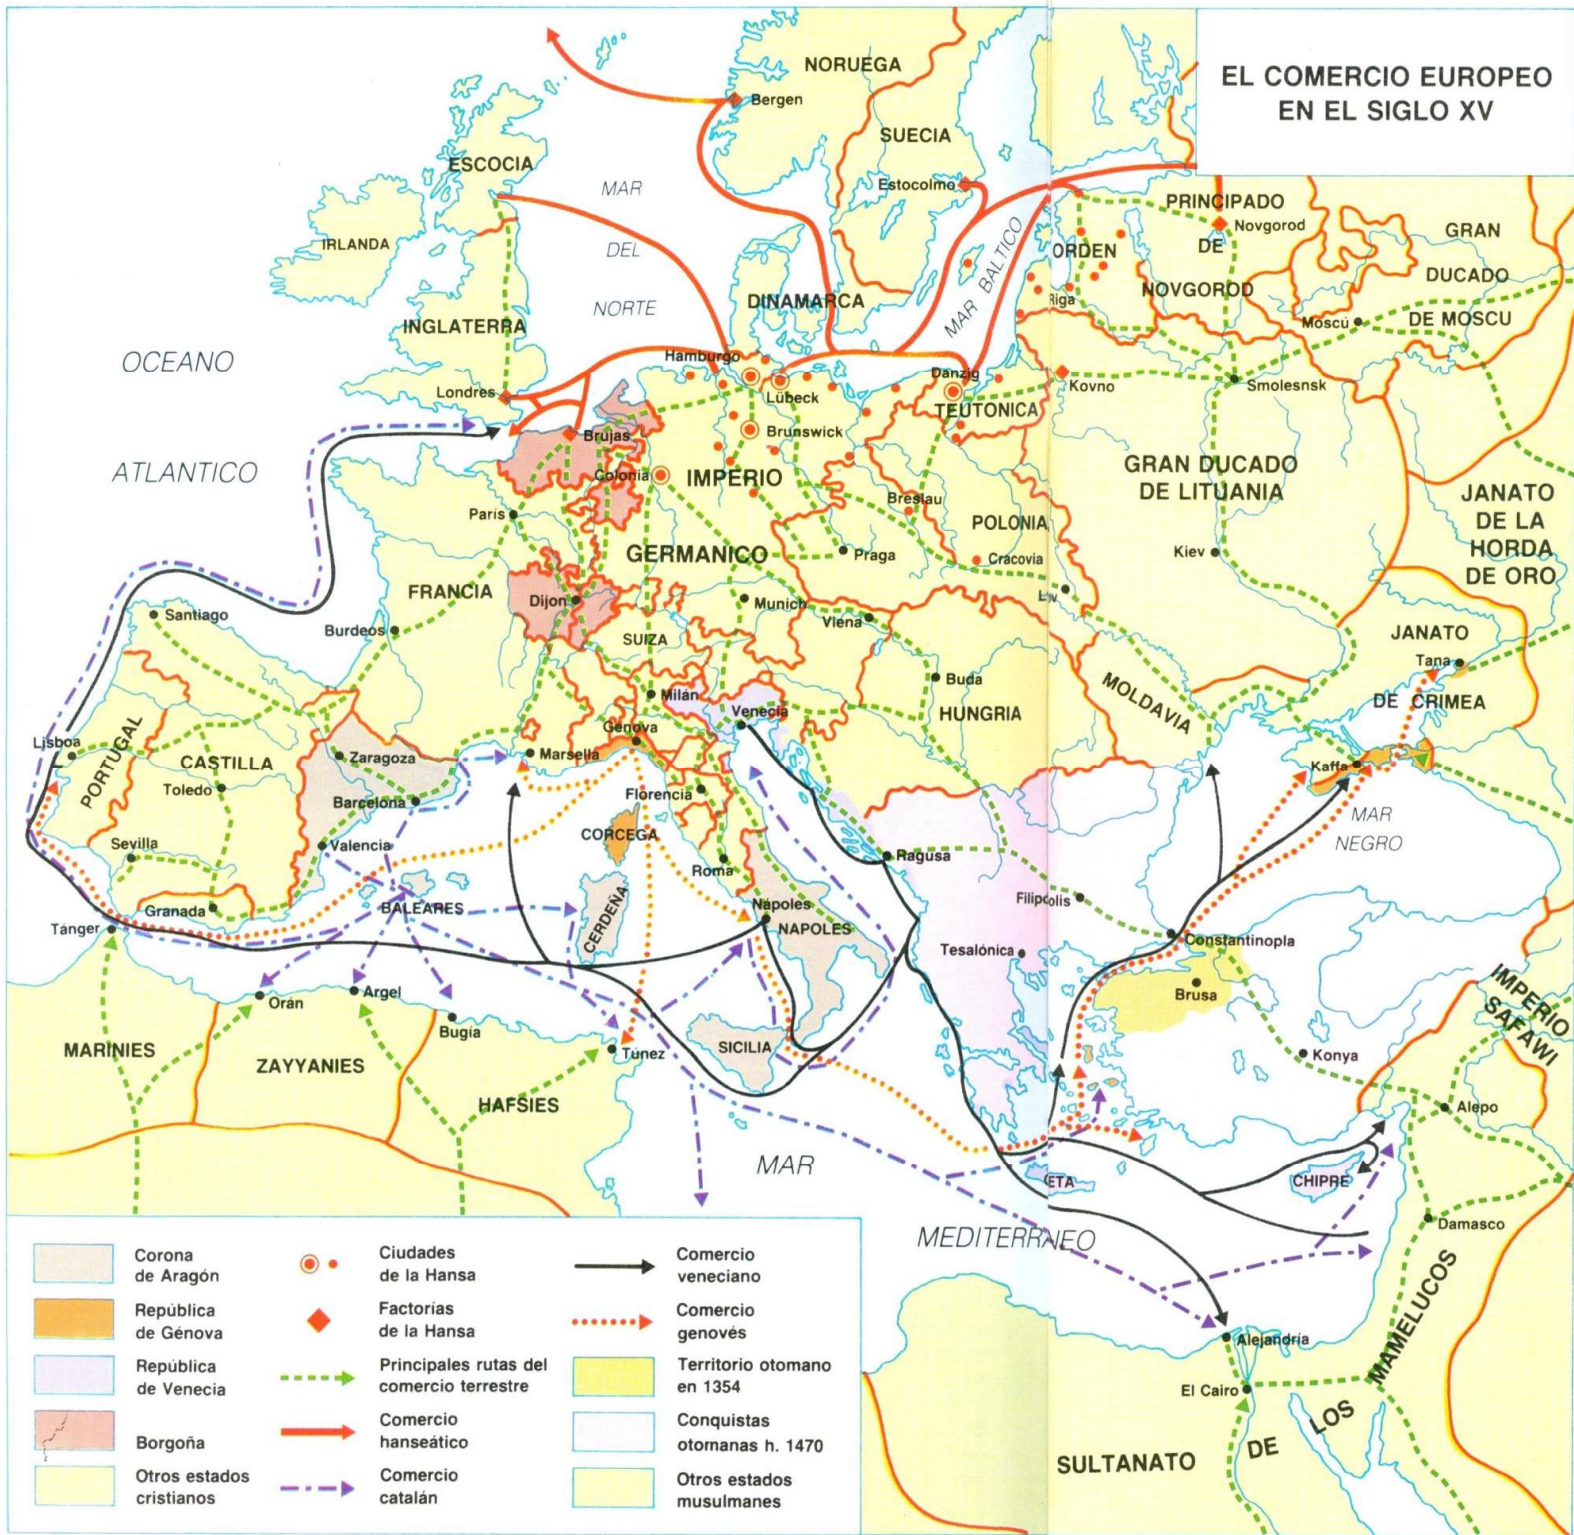 EL COMERCIO EUROPEO
EN EL SIGLO XV
NORUEGA
Bergen
SUECIA
ESCOCIA
MAR
Estocolmo
PRINCIPADO
Novgorod
DE
NOVGOROD
GRAN
DUCADO
DE MOSCU
IRLANDA
DEL
ORDEN
MAR BALTICO
DINAMARCA
NORTE
Riga
INGLATERRA
Moscú
OCEANO
Hamburgo
Danzig
Kovno
Smolesnsk
Londres
Lübeck
TEUTONICA
Brujas
Brunswick
ATLANTICO
Colonia
IMPERIO
GRAN DUCADO
DE LITUANIA
JANATO
DE LA
HORDA
DE ORO
Breslau
París
POLONIA
GERMANICO
Praga
Cracovia
Kiev
FRANCIA
Dijon
Munich
Santiago
Viena
Burdeos
SUIZA
JANATO
Tana
DE CRIMEA
Milán
Buda
MOLDAVIA
Venecia
HUNGRIA
Lisboa
PORTUGAL
Génova
Marsella
Zaragoza
CASTILLA
Kaffa
Toledo
Florencia
Barcelona
MAR
NEGRO
CORCEGA
Sevilla
Valencia
Ragusa
Roma
BALEARES
Granada
CERDEÑA
Nápoles
NAPOLES
Filipólis
Tánger
Constantinopla
Tesalónica
Brusa
IMPERIO
SAFAWI
Orán
Argel
Bugía
Túnez
SICILIA
Konya
MARINIES
ZAYYANIES
HAFSIES
Alepo
MAR
ETA
CHIPRE
Damasco
MEDITERRNEO
Alejandría
El Cairo
SULTANATO
DE
LOS
MAMELUCOS
Corona
de Aragón
República
de Génova
República
de Venecia
Borgoña
Otros estados
cristianos
Ciudades
de la Hansa
Factorías
de la Hansa
Principales rutas del
comercio terrestre
Comercio
hanseático
Comercio
catalán
Comercio
veneciano
Comercio
genovés
Territorio otomano
en 1354
Conquistas
otomanas h. 1470
Otros estados
musulmanes